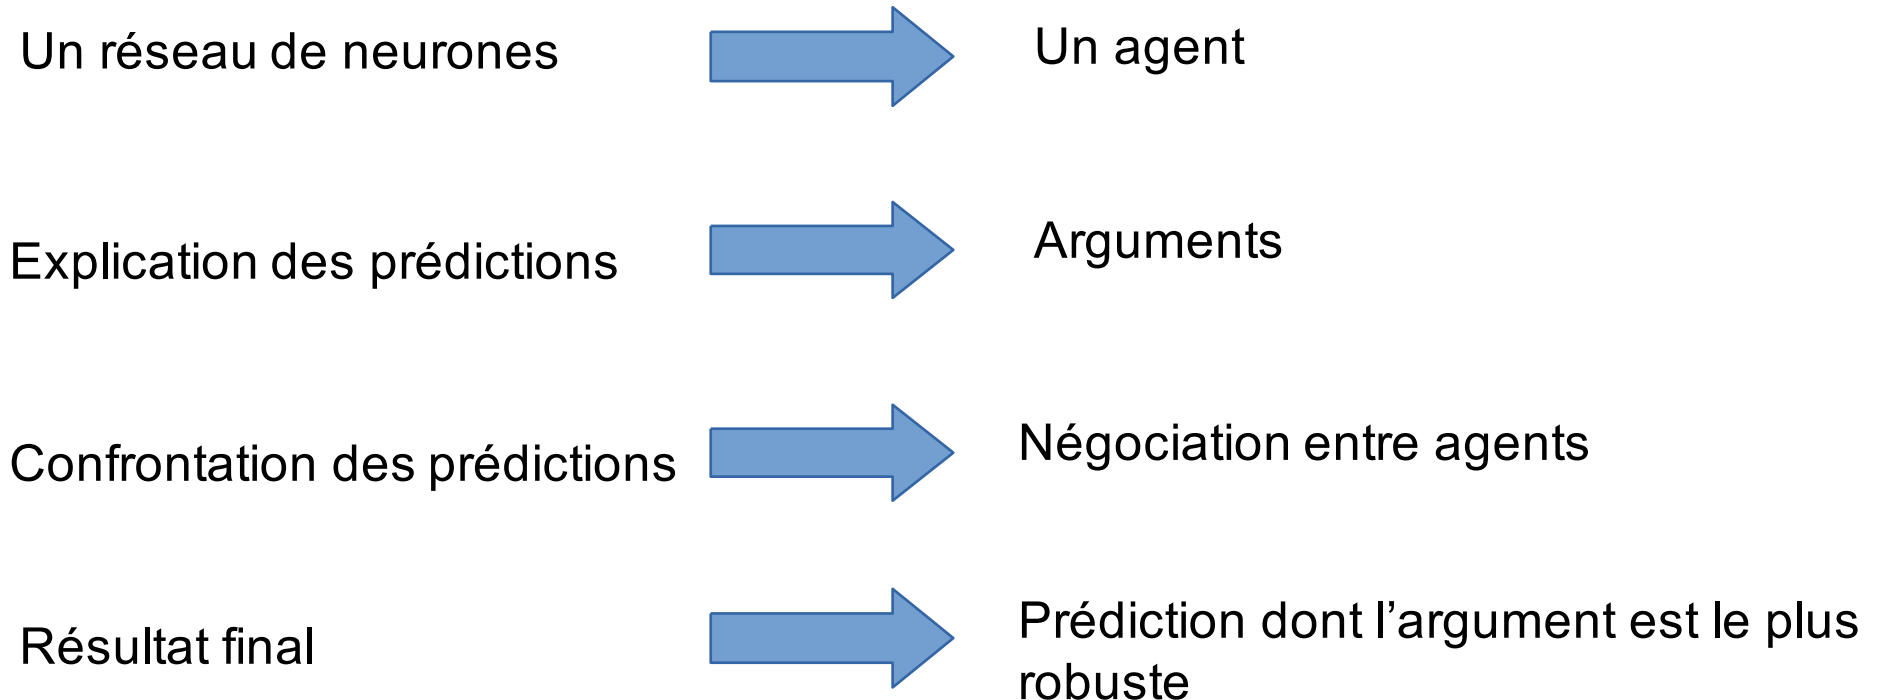 Un réseau de neurones
Un agent
Explication des prédictions
Arguments
Confrontation des prédictions
Négociation entre agents
Résultat final
Prédiction dont l’argument est le plus
robuste